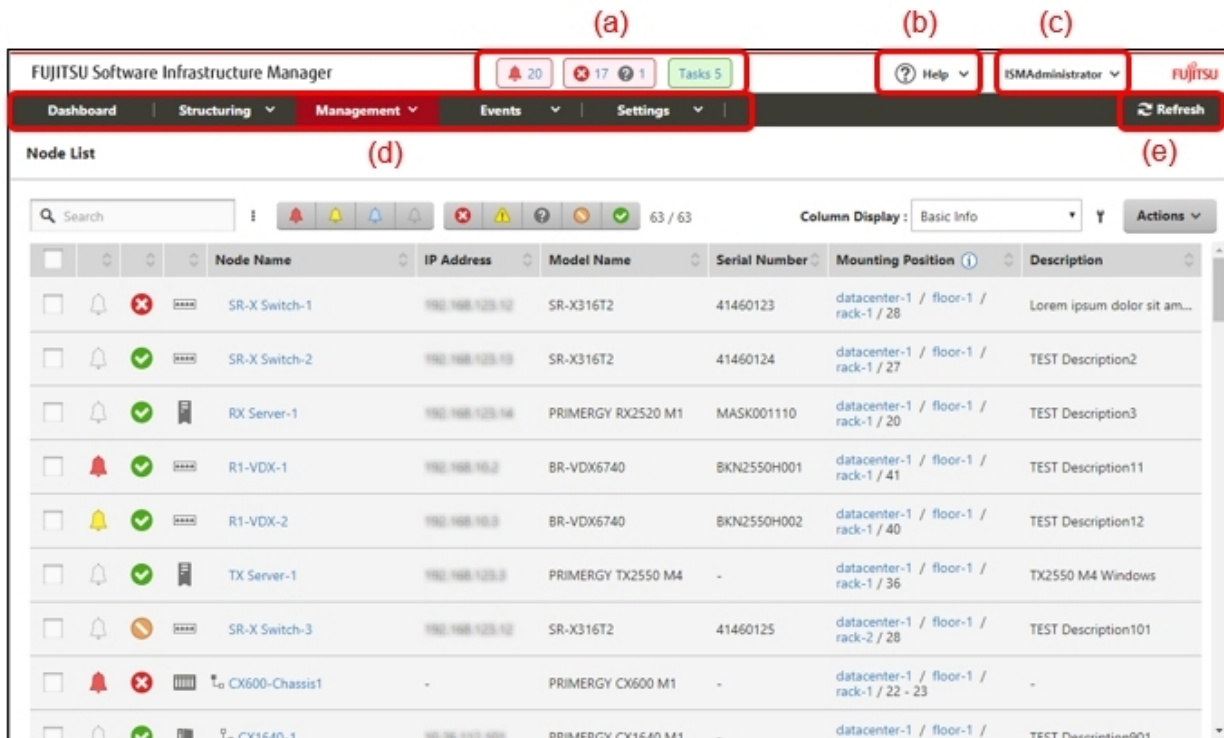 (a) (b) (c)
FUJITSU Software Infrastructure Manager 20 17 1 Tasks 5 Help ISMAdministrator FUJITSU
Dashboard Structuring Management Events Settings Refresh
Node List (d) (e)
Search 63 / 63 Column Display : Basic Info Actions
Node Name IP Address Model Name Serial Number Mounting Position Description
SR-X Switch-1 SR-X316T2 41460123 datacenter-1 / floor-1 / Lorem ipsum dolor sit am...
rack-1 / 28
SR-X Switch-2 SR-X316T2 41460124 datacenter-1 / floor-1 / TEST Description2
rack-1 / 27
RX Server-1 PRIMERGY RX2520 M1 MASK001110 datacenter-1 / floor-1 / TEST Description3
rack-1 / 20
R1-VDX-1 BR-VDX6740 BKN2550H001 datacenter-1 / floor-1 / TEST Description11
rack-1 / 41
R1-VDX-2 BR-VDX6740 BKN2550H002 datacenter-1 / floor-1 / TEST Description12
rack-1 / 40
TX Server-1 PRIMERGY TX2550 M4 - datacenter-1 / floor-1 / TX2550 M4 Windows
rack-1 / 36
SR-X Switch-3 SR-X316T2 41460125 datacenter-1 / floor-1 / TEST Description101
rack-2 / 28
CX600-Chassis1 - PRIMERGY CX600 M1 - datacenter-1 / floor-1 / -
rack-1 / 22 - 23
CX1640-1 PRIMERGY CX1640 M1 - datacenter-1 / floor-1 / TEST Description901